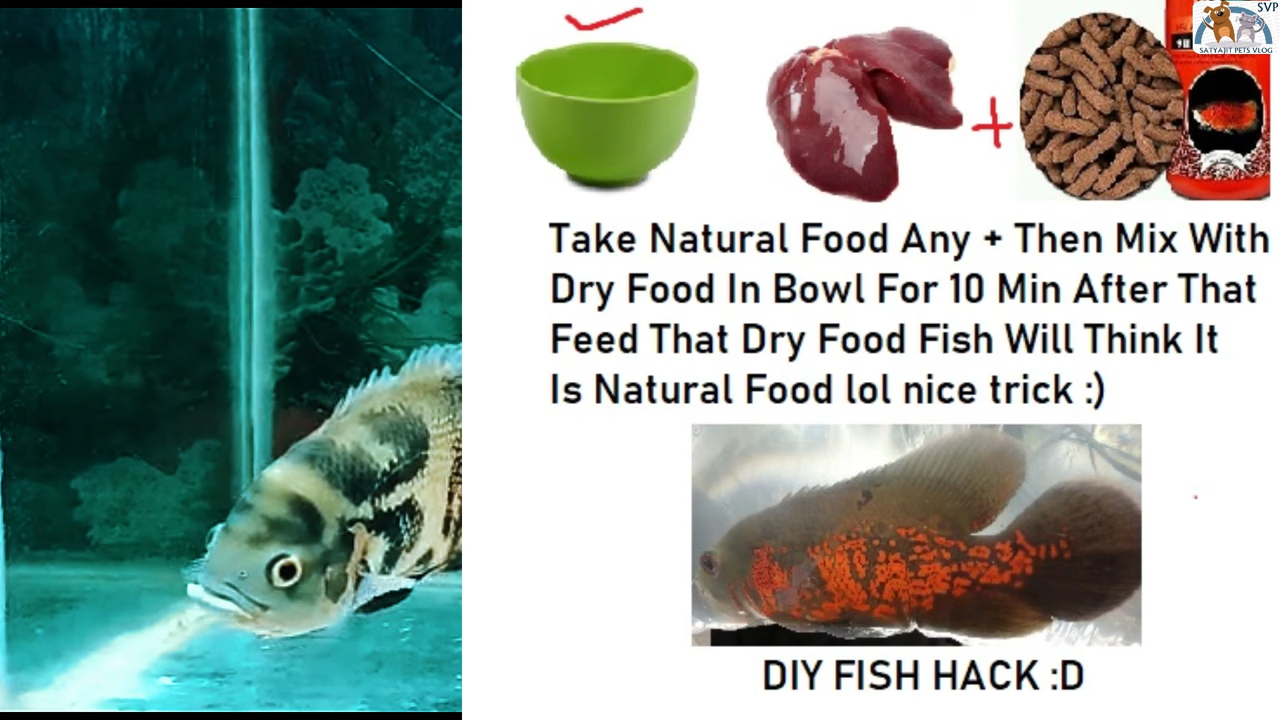 SVP
SATYAJIT PETS VLOG
Take Natural Food Any + Then Mix With
Dry Food In Bowl For 10 Min After That
Feed That Dry Food Fish Will Think It
Is Natural Food lol nice trick :)
DIY FISH HACK :D